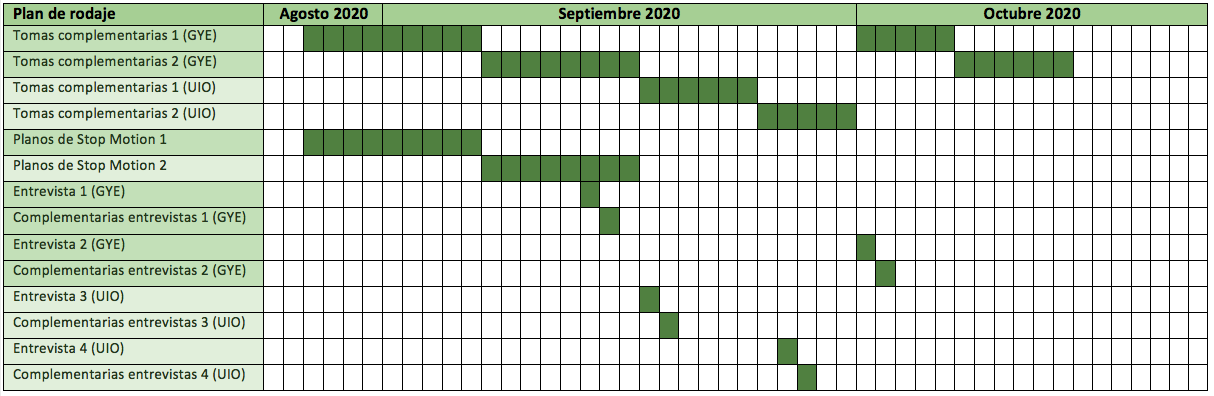 Plan de rodaje Agosto 2020 Septiembre 2020 Octubre 2020
Tomas complementarias 1 (GYE)
Tomas complementarias 2 (GYE)
Tomas complementarias 1 (UIO)
Tomas complementarias 2 (UIO)
Planos de Stop Motion 1
Planos de Stop Motion 2
Entrevista 1 (GYE)
Complementarias entrevistas 1 (GYE)
Entrevista 2 (GYE)
Complementarias entrevistas 2 (GYE)
Entrevista 3 (UIO)
Complementarias entrevistas 3 (UIO)
Entrevista 4 (UIO)
Complementarias entrevistas 4 (UIO)